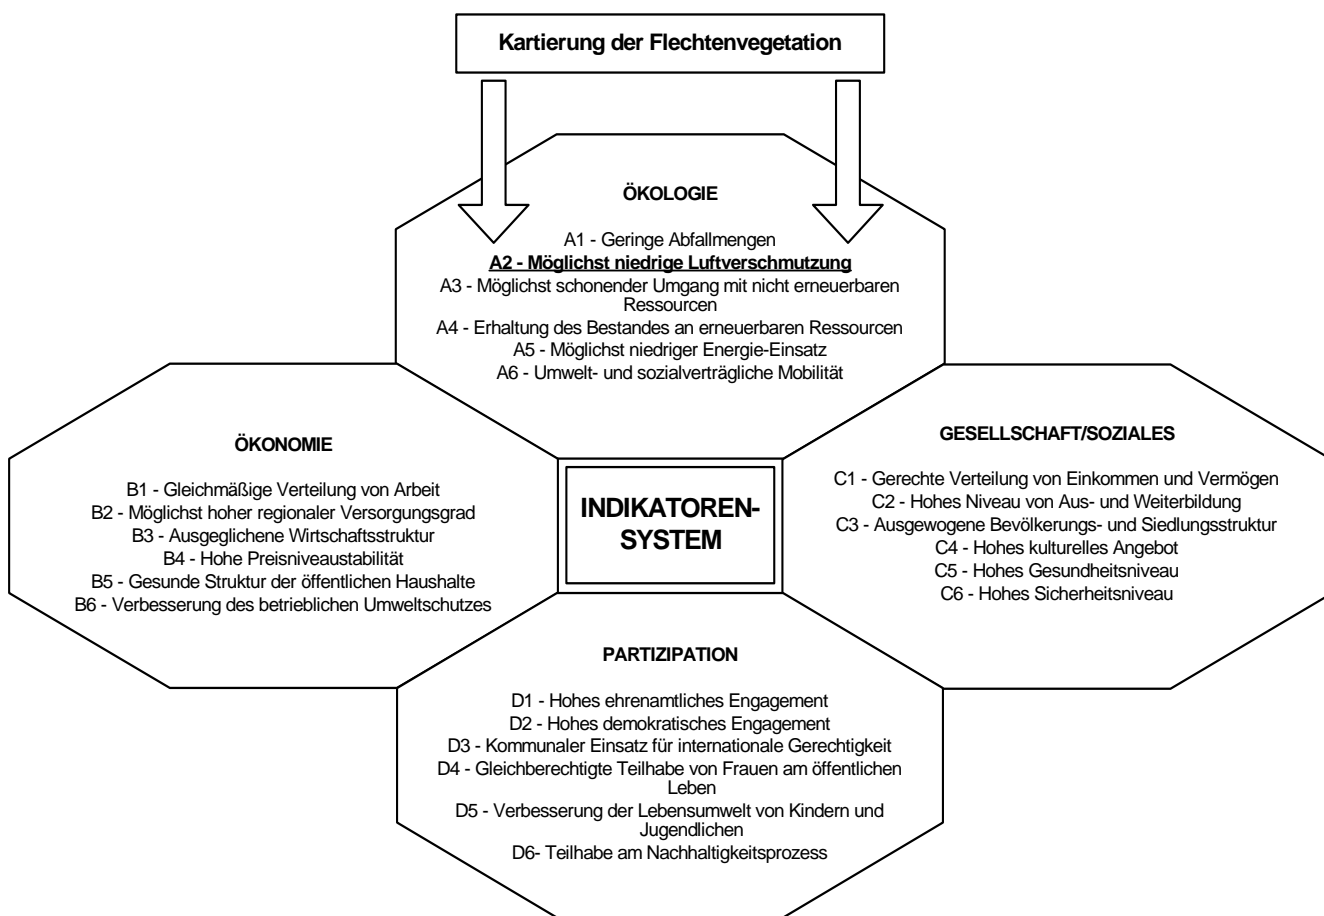 Kartierung der Flechtenvegetation
ÖKOLOGIE
A1 - Geringe Abfallmengen
A2 - Möglichst niedrige Luftverschmutzung
A3 - Möglichst schonender Umgang mit nicht erneuerbaren
Ressourcen
A4 - Erhaltung des Bestandes an erneuerbaren Ressourcen
A5 - Möglichst niedriger Energie-Einsatz
A6 - Umwelt- und sozialverträgliche Mobilität
ÖKONOMIE
B1 - Gleichmäßige Verteilung von Arbeit
B2 - Möglichst hoher regionaler Versorgungsgrad
B3 - Ausgeglichene Wirtschaftsstruktur
B4 - Hohe Preisniveaustabilität
B5 - Gesunde Struktur der öffentlichen Haushalte
B6 - Verbesserung des betrieblichen Umweltschutzes
INDIKATOREN-
SYSTEM
GESELLSCHAFT/SOZIALES
C1 - Gerechte Verteilung von Einkommen und Vermögen
C2 - Hohes Niveau von Aus- und Weiterbildung
C3 - Ausgewogene Bevölkerungs- und Siedlungsstruktur
C4 - Hohes kulturelles Angebot
C5 - Hohes Gesundheitsniveau
C6 - Hohes Sicherheitsniveau
PARTIZIPATION
D1 - Hohes ehrenamtliches Engagement
D2 - Hohes demokratisches Engagement
D3 - Kommunaler Einsatz für internationale Gerechtigkeit
D4 - Gleichberechtigte Teilhabe von Frauen am öffentlichen
Leben
D5 - Verbesserung der Lebensumwelt von Kindern und
Jugendlichen
D6- Teilhabe am Nachhaltigkeitsprozess